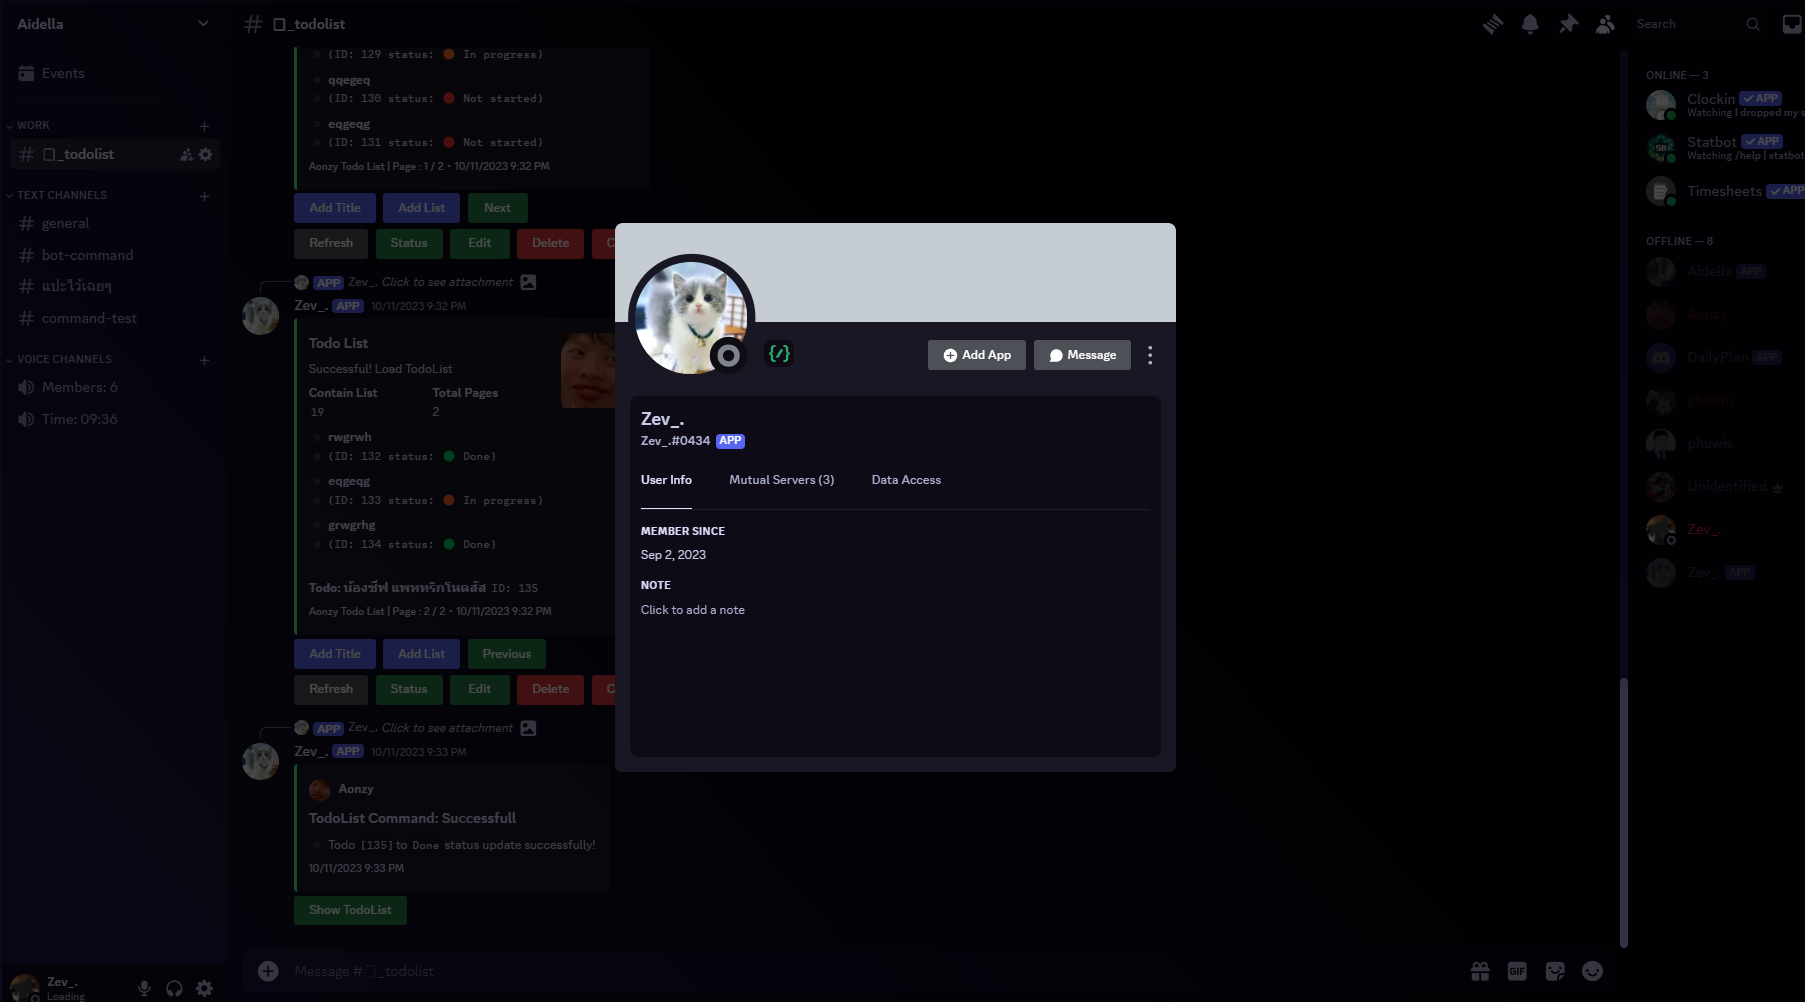 Aidella
Events
WORK
_todolist
TEXT CHANNELS
general
bot-command
แปะไว้เฉยๆ
command-test
VOICE CHANNELS
Members: 6
Time: 09:36
Zev_.
Loading
_todolist
(ID: 129 status: In progress)
qqegeq
(ID: 130 status: Not started)
eqgeqg
(ID: 131 status: Not started)
Aonzy Todo List | Page : 1 / 2 • 10/11/2023 9:32 PM
Add Title Add List Next
Refresh Status Edit Delete C
APP Zev_. Click to see attachment
Zev_. APP 10/11/2023 9:32 PM
Todo List
Successful! Load TodoList
Contain List Total Pages
19 2
rwgrwh
(ID: 132 status: Done)
eqgeqg
(ID: 133 status: In progress)
grwgrhg
(ID: 134 status: Done)
Todo: น้องซีฟ แพททริกโหดสัส ID: 135
Aonzy Todo List | Page : 2 / 2 • 10/11/2023 9:32 PM
Add Title Add List Previous
Refresh Status Edit Delete C
APP Zev_. Click to see attachment
Zev_. APP 10/11/2023 9:33 PM
Aonzy
TodoList Command: Successfull
Todo [135] to Done status update successfully!
10/11/2023 9:33 PM
Show TodoList
Message # _todolist
GIF
Add App Message
Zev_.
Zev_.#0434 APP
User Info Mutual Servers (3) Data Access
MEMBER SINCE
Sep 2, 2023
NOTE
Click to add a note
Search
ONLINE — 3
Clockin APP
Watching I dropped my s
Statbot APP
Watching /help | statbot
Timesheets APP
OFFLINE — 8
Aidella APP
Aonzy
DailyPlan APP
pho0m
phuwis
Unidentified
Zev_.
Zev_. APP